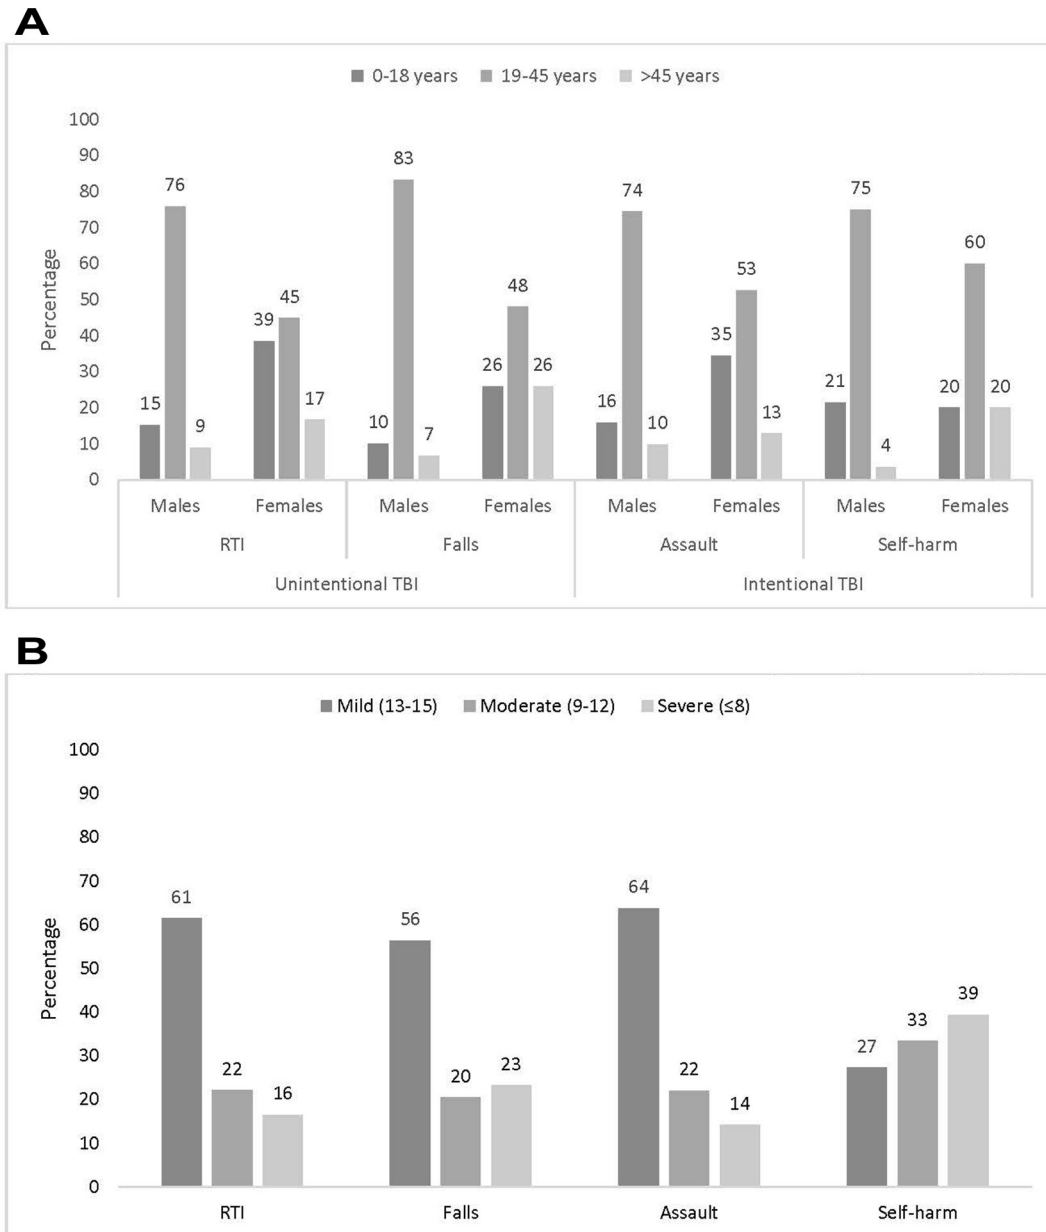 A
0-18 years 19-45 years >45 years
100
90
80
70
60
50
40
30
20
10
0
Percentage
15 76 9
39 45 17
10 83 7
26 48 26
16 74 10
35 53 13
21 75 4
20 60 20
Males Females Males Females Males Females Males Females
RTI Falls Assault Self-harm
Unintentional TBI Intentional TBI
B
Mild (13-15) Moderate (9-12) Severe (≤8)
100
90
80
70
60
50
40
30
20
10
0
Percentage
61 22 16
56 20 23
64 22 14
27 33 39
RTI Falls Assault Self-harm